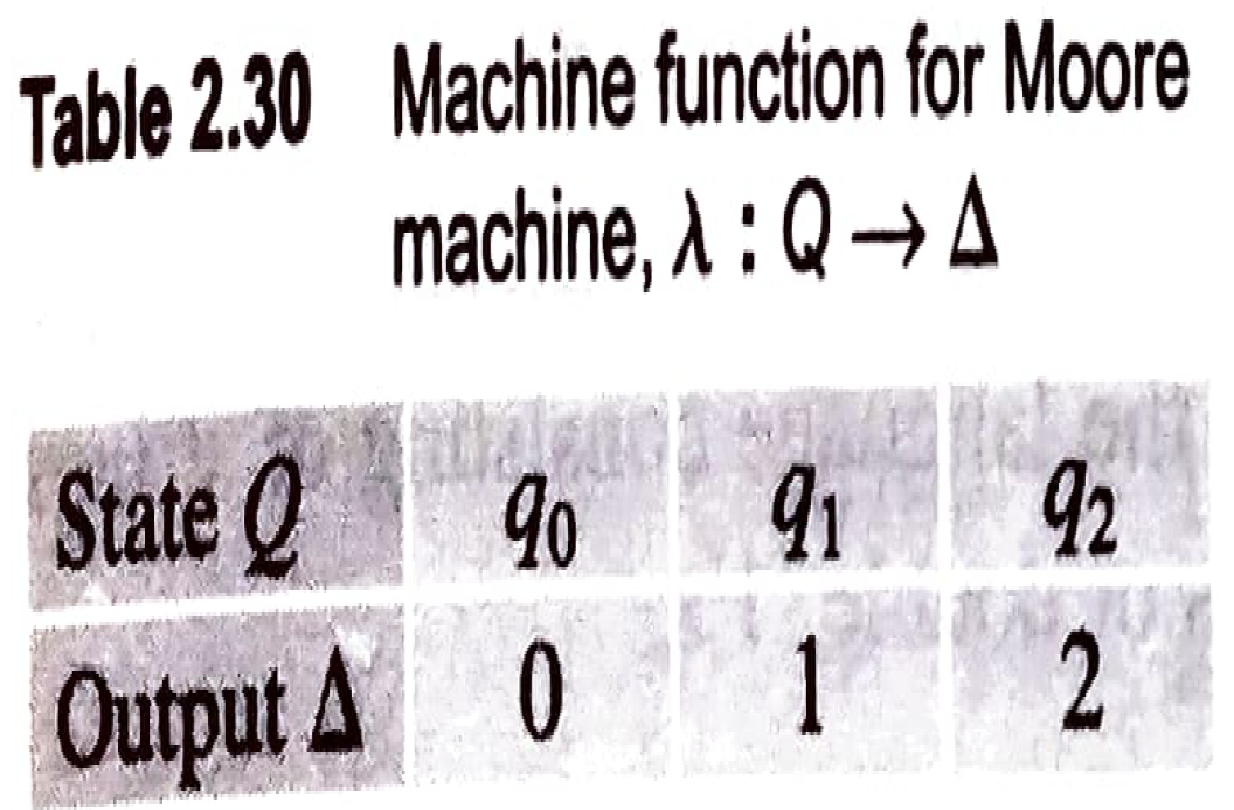 Table 2.30 Machine function for Moore
machine, λ : Q → Δ
State Q q₀ q₁ q₂
Output Δ 0 1 2